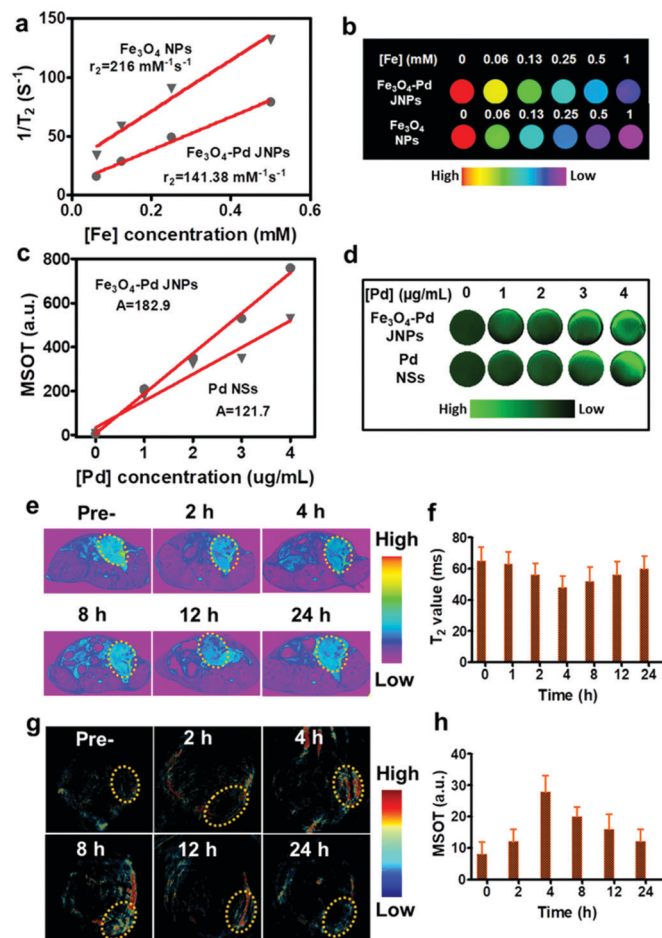 a
150
100
50
0
1/T₂ (S⁻¹)
Fe₃O₄ NPs
r₂=216 mM⁻¹s⁻¹
Fe₃O₄-Pd JNPs
r₂=141.38 mM⁻¹s⁻¹
0.0 0.2 0.4 0.6
[Fe] concentration (mM)
b
[Fe] (mM) 0 0.06 0.13 0.25 0.5 1
Fe₃O₄-Pd
JNPs
0 0.06 0.13 0.25 0.5 1
Fe₃O₄
NPs
High Low
c
800
600
400
200
0
MSOT (a.u.)
Fe₃O₄-Pd JNPs
A=182.9
Pd NSs
A=121.7
0 1 2 3 4
[Pd] concentration (ug/mL)
d
[Pd] (µg/mL) 0 1 2 3 4
Fe₃O₄-Pd
JNPs
Pd
NSs
High Low
e
Pre- 2 h 4 h
8 h 12 h 24 h
High
Low
f
100
80
60
40
20
0
T₂ value (ms)
0 1 2 4 8 12 24
Time (h)
g
Pre- 2 h 4 h
8 h 12 h 24 h
High
Low
h
40
30
20
10
0
MSOT (a.u.)
0 2 4 8 12 24
Time (h)